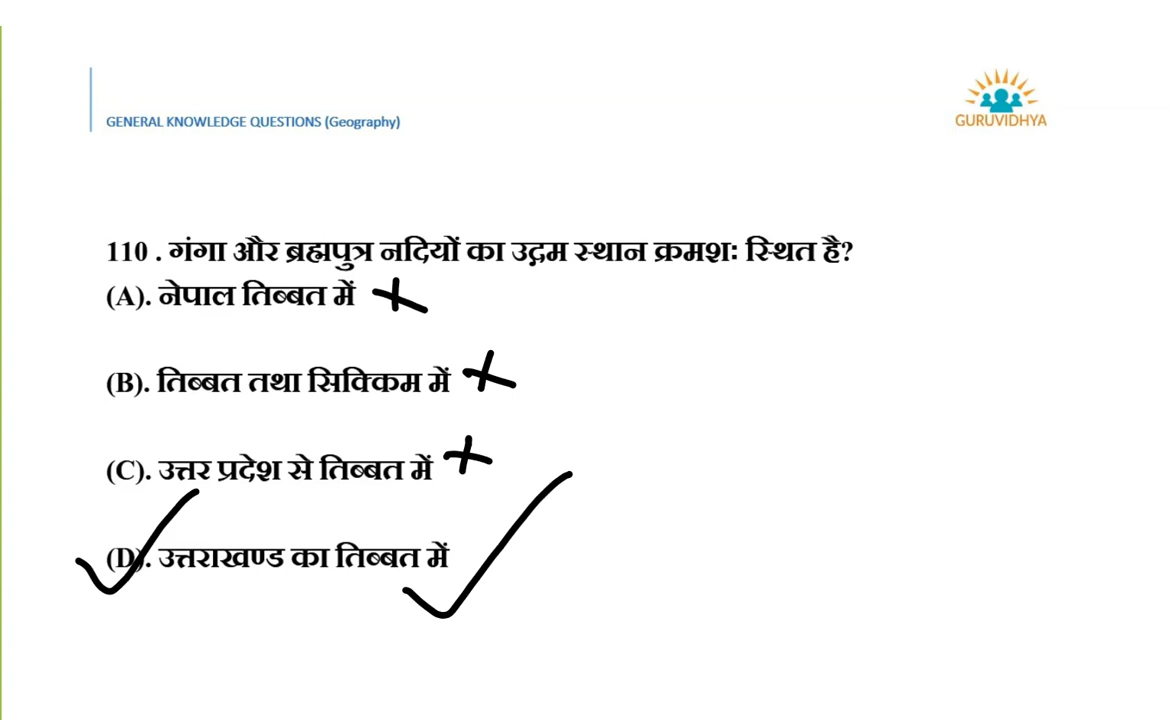 GENERAL KNOWLEDGE QUESTIONS (Geography)
GURUVIDHYA
110 . गंगा और ब्रह्मपुत्र नदियों का उद्गम स्थान क्रमशः स्थित है?
(A). नेपाल तिब्बत में
(B). तिब्बत तथा सिक्किम में
(C). उत्तर प्रदेश से तिब्बत में
(D). उत्तराखण्ड का तिब्बत में